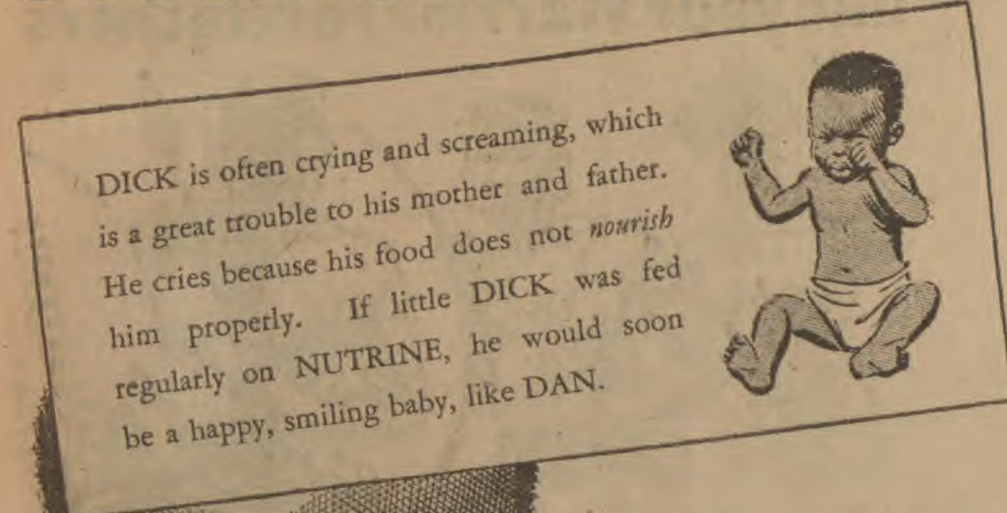 DICK is often crying and screaming, which
is a great trouble to his mother and father.
He cries because his food does not nourish
him properly. If little DICK was fed
regularly on NUTRINE, he would soon
be a happy, smiling baby, like DAN.